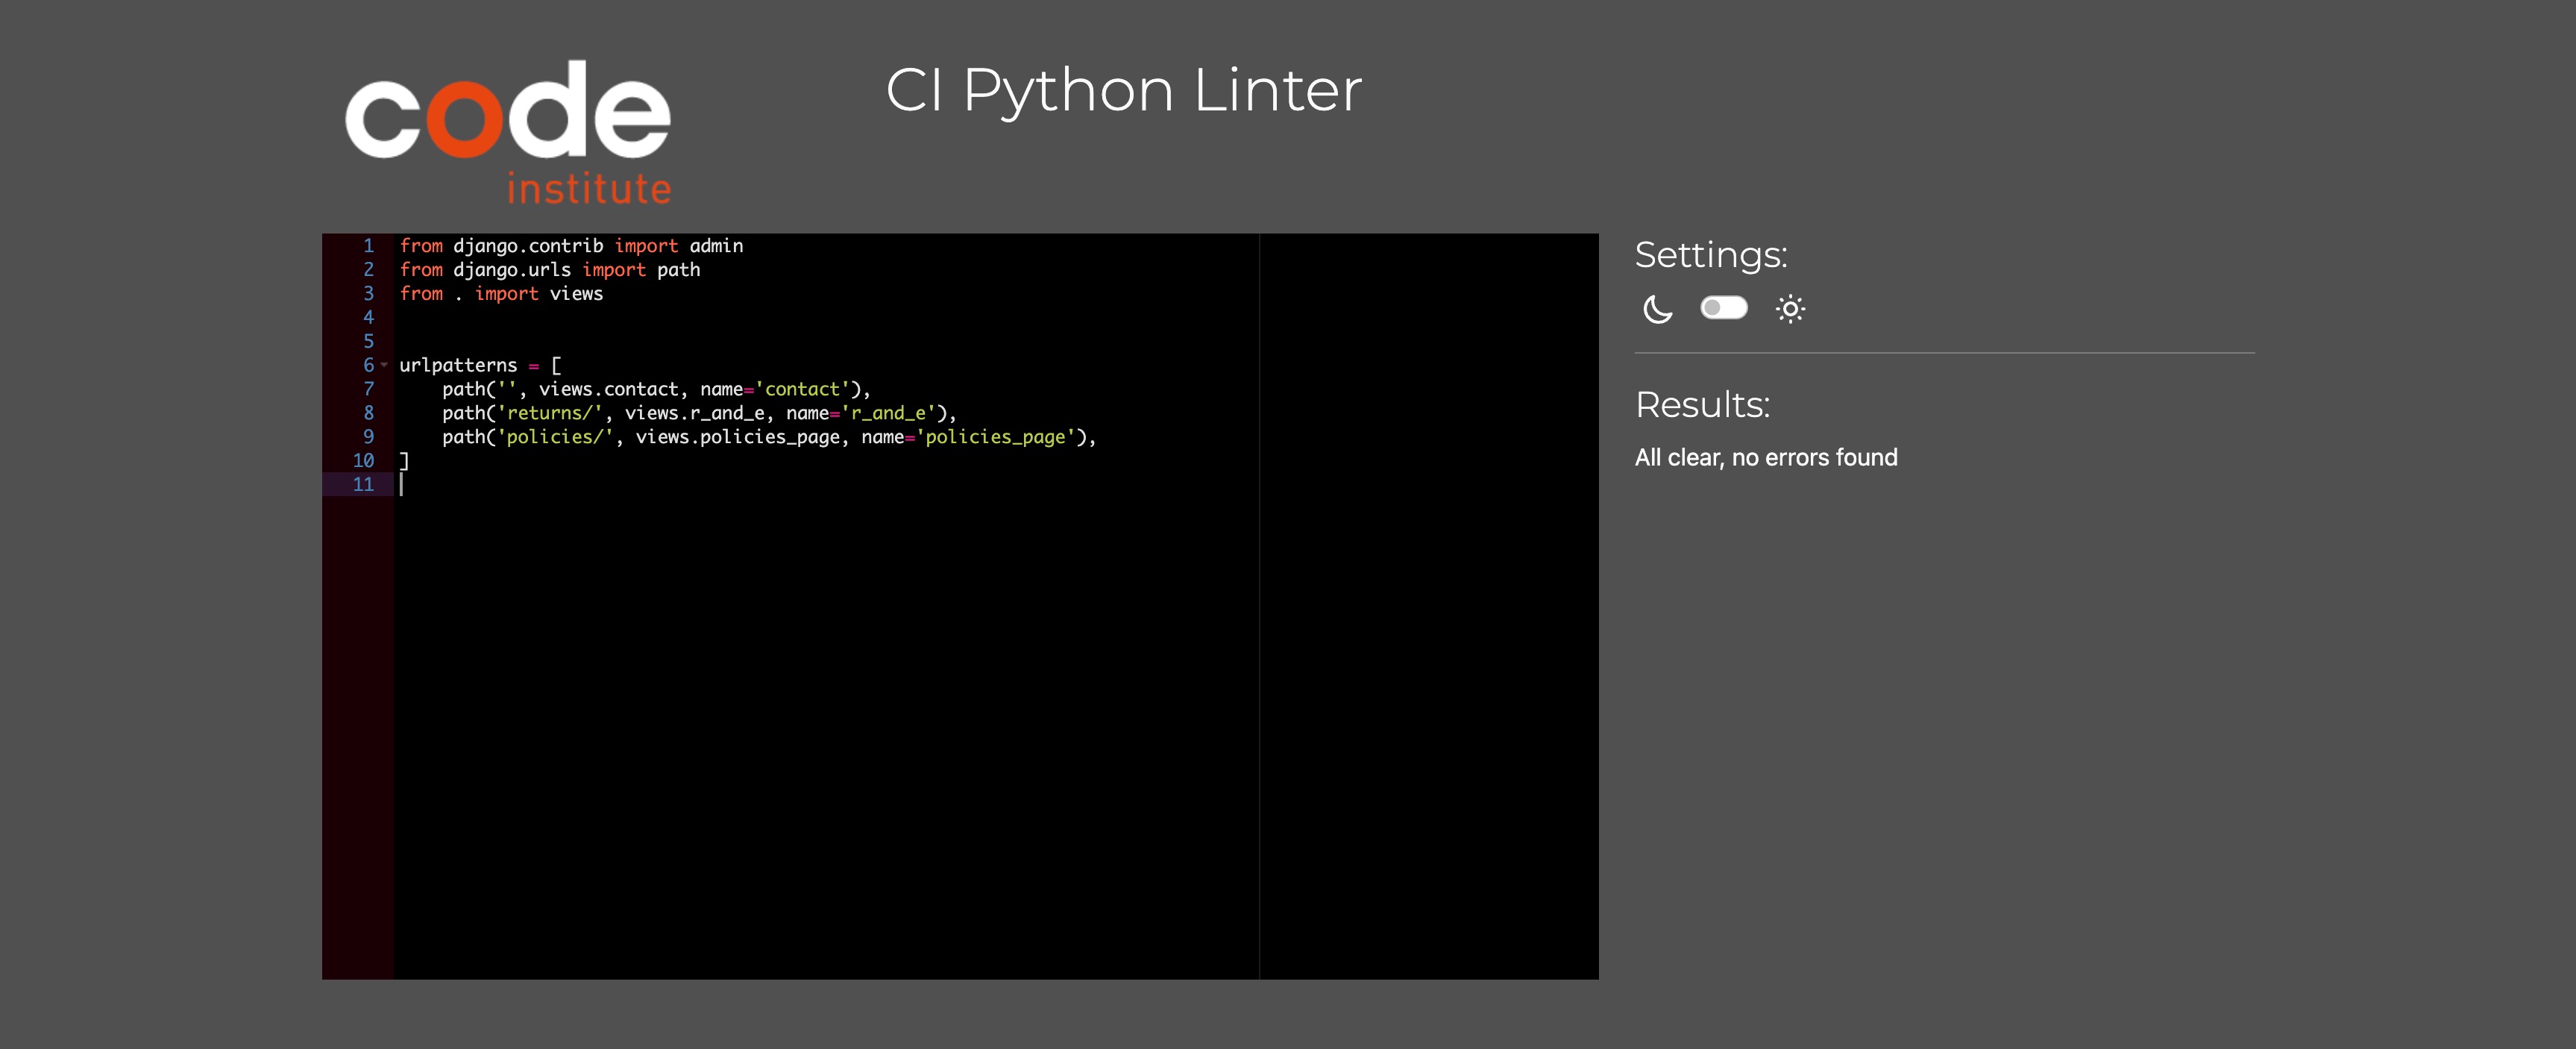 code
institute
CI Python Linter
1 from django.contrib import admin
2 from django.urls import path
3 from . import views
4
5
6 urlpatterns = [
7     path('', views.contact, name='contact'),
8     path('returns/', views.r_and_e, name='r_and_e'),
9     path('policies/', views.policies_page, name='policies_page'),
10 ]
11
Settings:
Results:
All clear, no errors found